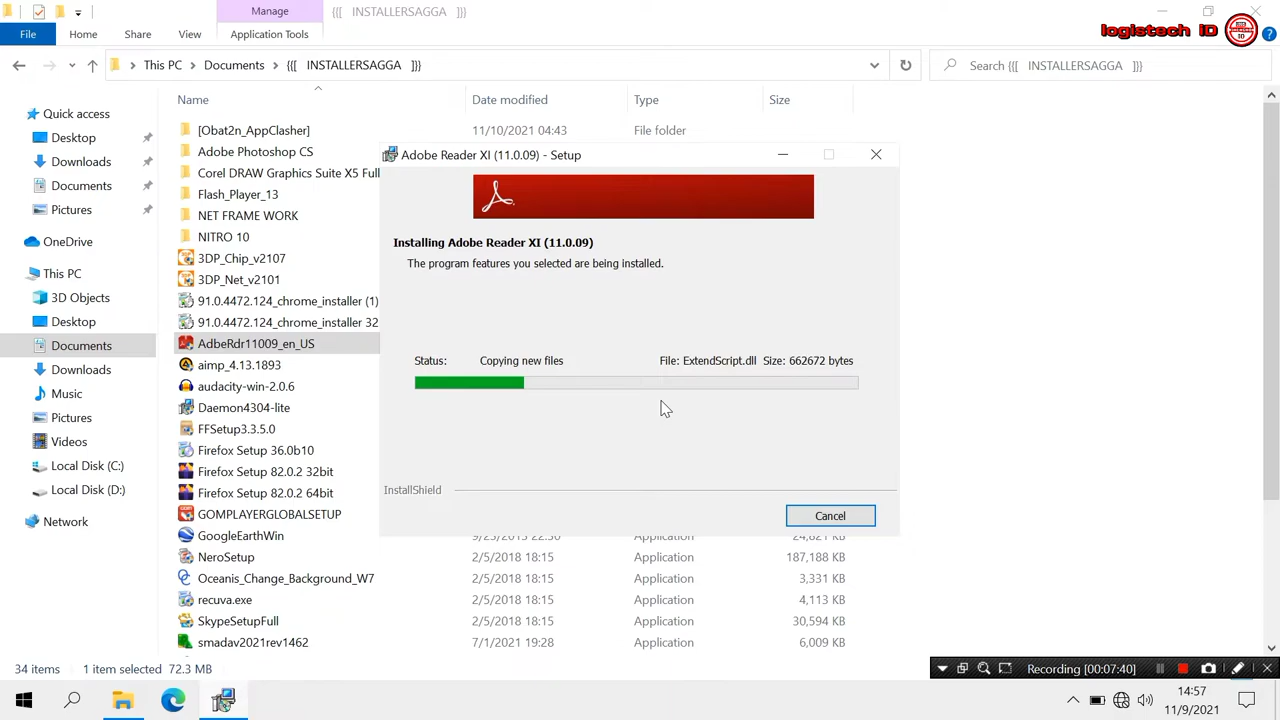 Manage
{{{ INSTALLERSAGGA }}}
File
Home
Share
View
Application Tools
logistech iD
This PC
Documents
{{{ INSTALLERSAGGA }}}
Search {{{ INSTALLERSAGGA }}}
Name
Date modified
Type
Size
Quick access
Desktop
Downloads
Documents
Pictures
OneDrive
This PC
3D Objects
Desktop
Documents
Downloads
Music
Pictures
Videos
Local Disk (C:)
Local Disk (D:)
Network
[Obat2n_AppClasher] 11/10/2021 04:43 File folder
Adobe Photoshop CS
Corel DRAW Graphics Suite X5 Full
Flash_Player_13
NET FRAME WORK
NITRO 10
3DP_Chip_v2107
3DP_Net_v2101
91.0.4472.124_chrome_installer (1)
91.0.4472.124_chrome_installer 32
AdbeRdr11009_en_US
aimp_4.13.1893
audacity-win-2.0.6
Daemon4304-lite
FFSetup3.3.5.0
Firefox Setup 36.0b10
Firefox Setup 82.0.2 32bit
Firefox Setup 82.0.2 64bit
GOMPLAYERGLOBALSETUP
GoogleEarthWin Application
NeroSetup 2/5/2018 18:15 Application 187,188 KB
Oceanis_Change_Background_W7 2/5/2018 18:15 Application 3,331 KB
recuva.exe 2/5/2018 18:15 Application 4,113 KB
SkypeSetupFull 2/5/2018 18:15 Application 30,594 KB
smadav2021rev1462 7/1/2021 19:28 Application 6,009 KB
Adobe Reader XI (11.0.09) - Setup
Installing Adobe Reader XI (11.0.09)
The program features you selected are being installed.
Status: Copying new files File: ExtendScript.dll Size: 662672 bytes
InstallShield
Cancel
34 items 1 item selected 72.3 MB
Recording [00:07:40]
14:57
11/9/2021